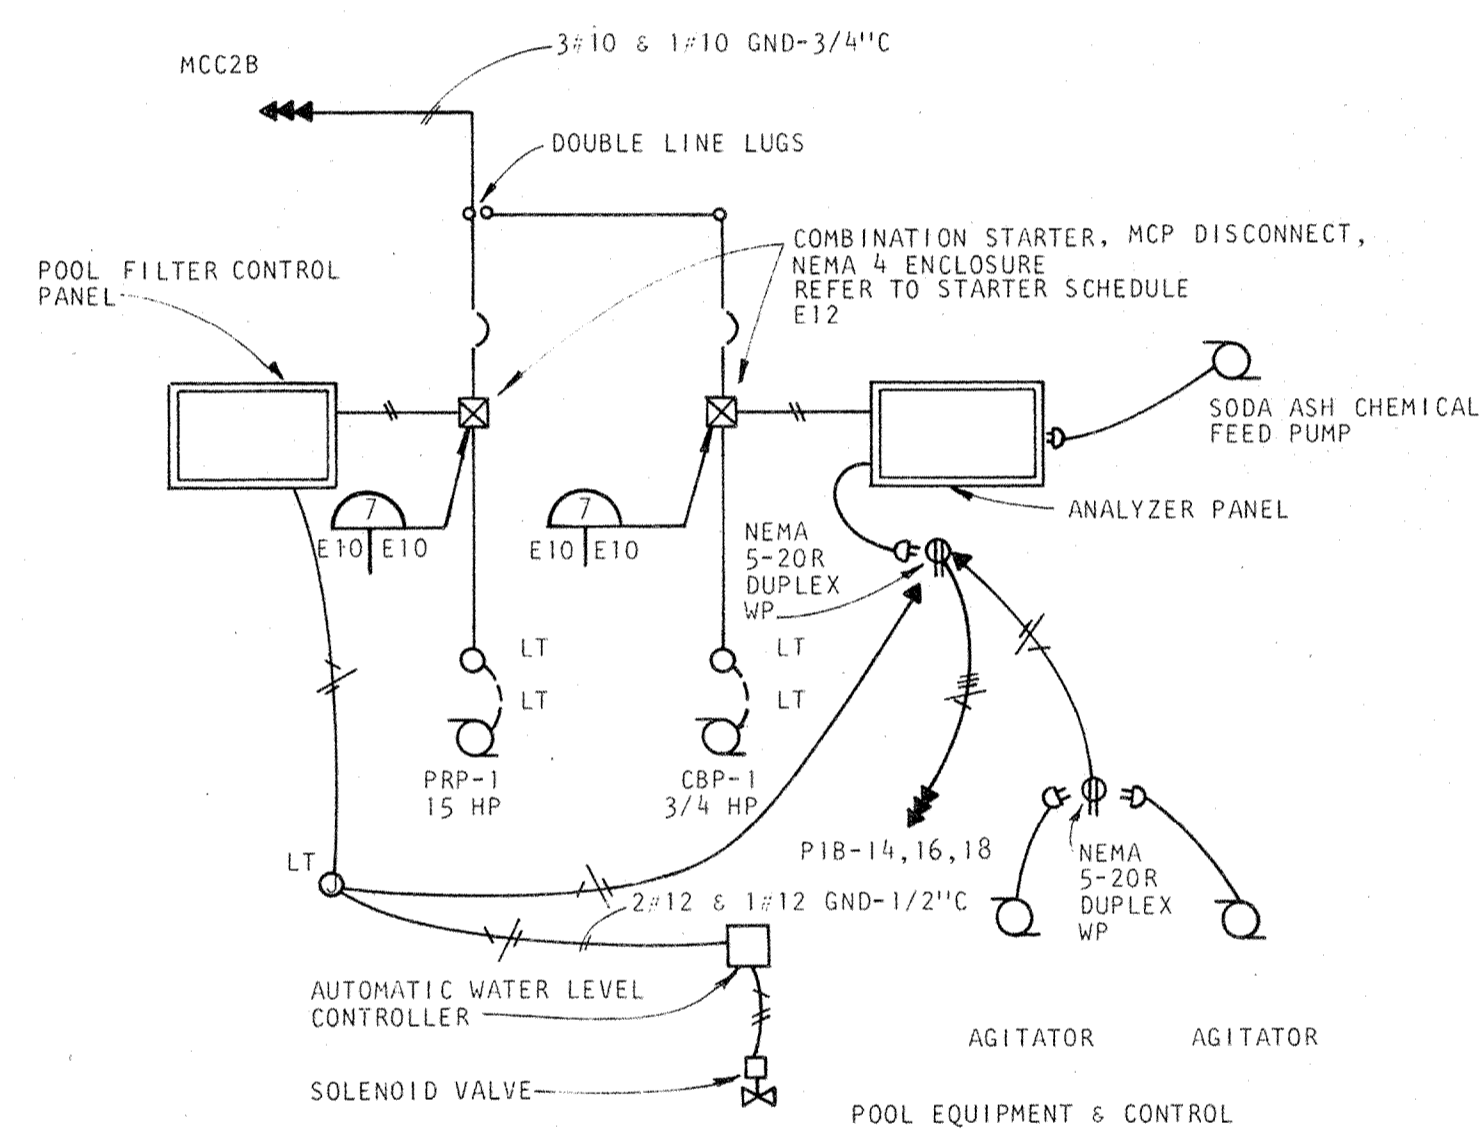 3#10 & 1#10 GND-3/4"C
MCC2B
DOUBLE LINE LUGS
COMBINATION STARTER, MCP DISCONNECT,
NEMA 4 ENCLOSURE
REFER TO STARTER SCHEDULE
E12
POOL FILTER CONTROL
PANEL
SODA ASH CHEMICAL
FEED PUMP
7
E10 E10
7
E10 E10
ANALYZER PANEL
NEMA
5-20R
DUPLEX
WP
LT
LT
LT
LT
PRP-1
15 HP
CBP-1
3/4 HP
P1B-14,16,18
LT
NEMA
5-20R
DUPLEX
WP
2#12 & 1#12 GND-1/2"C
AUTOMATIC WATER LEVEL
CONTROLLER
AGITATOR
AGITATOR
SOLENOID VALVE
POOL EQUIPMENT & CONTROL